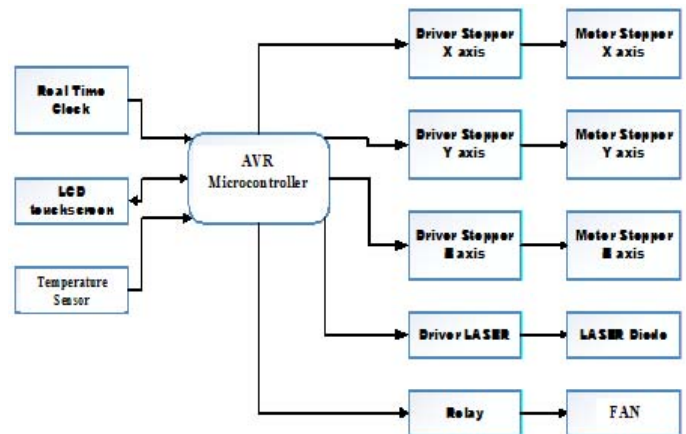 Driver Stepper
X axis
Motor Stepper
X axis
Real Time
Clock
Driver Stepper
Y axis
Motor Stepper
Y axis
AVR
Microcontroller
LCD
touchscreen
Driver Stepper
axis
Motor Stepper
axis
Temperature
Sensor
Driver LASER
LASER Diode
Relay
FAN